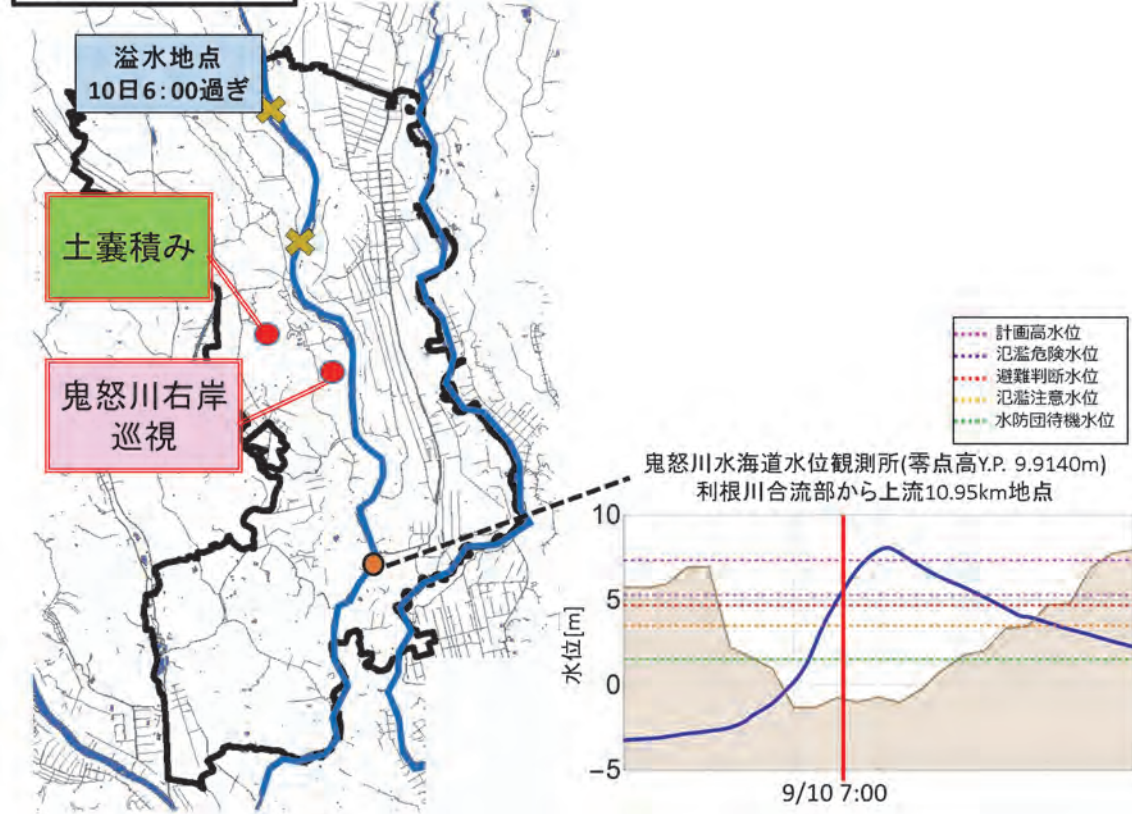 溢水地点
10日6:00過ぎ
土嚢積み
鬼怒川右岸
巡視
計画高水位
氾濫危険水位
避難判断水位
氾濫注意水位
水防団待機水位
鬼怒川水海道水位観測所(零点高Y.P. 9.9140m)
利根川合流部から上流10.95km地点
水位[m]
10
5
0
−5
9/10 7:00